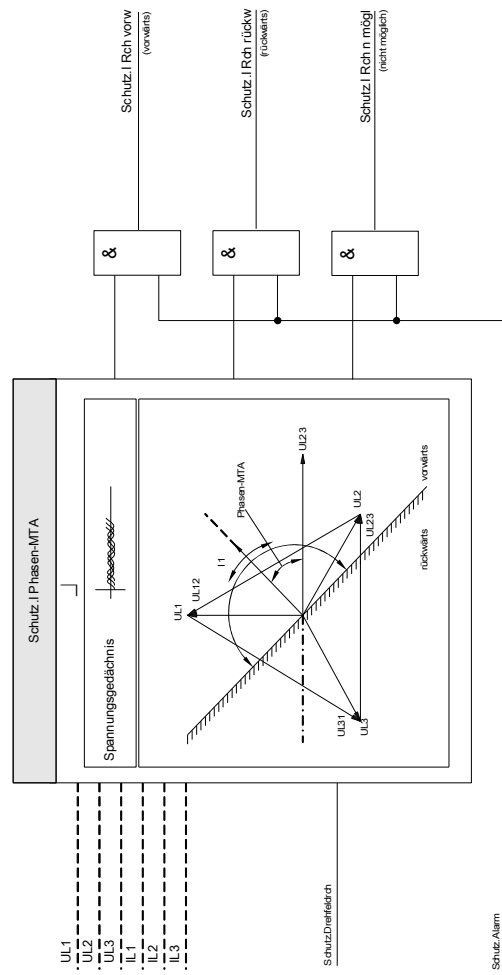 Schutz.I Phasen-MTA
UL1
UL2
UL3
IL1
IL2
IL3
Spannungsgedächnis
UL1
UL12
I1
Phasen-MTA
UL23
UL2
UL23
UL31
UL3
vorwärts
rückwärts
Schutz.Drehfeldrch
Schutz.Alarm
&
&
&
Schutz.I Rch vorw
(vorwärts)
Schutz.I Rch rückw
(rückwärts)
Schutz.I Rch n mögl
(nicht möglich)